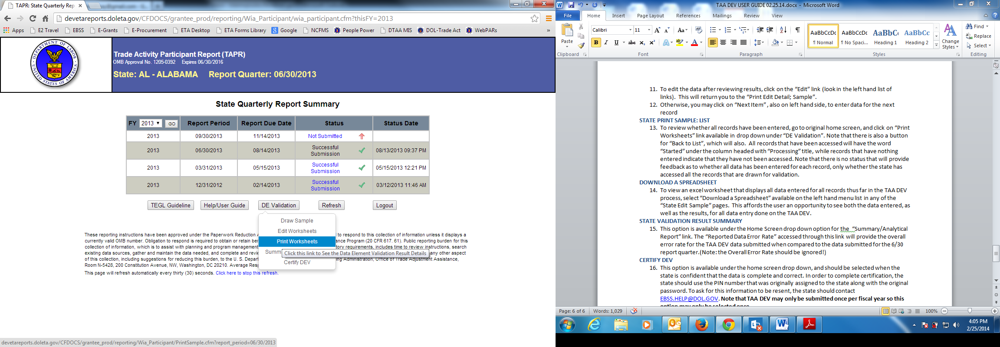 TAPR: State Quarterly Rep
devetareports.doleta.gov/CFDOCS/grantee_prod/reporting/Wia_Participant/wia_participant.cfm?thisFY=2013
Apps E2 Travel EBSS E-Grants E-Procurement ETA Desktop ETA Forms Library Google NCFMS People Power DTAA MIS DOL-Trade Act WebPARs »
DEPARTMENT OF LABOR
UNITED STATES OF AMERICA
Trade Activity Participant Report (TAPR)
OMB Approval No. 1205-0392 Expires 06/30/2016
State: AL - ALABAMA Report Quarter: 06/30/2013
State Quarterly Report Summary
FY 2013 GO Report Period Report Due Date Status Status Date
2013 09/30/2013 11/14/2013 Not Submitted
2013 06/30/2013 08/14/2013 Successful Submission 08/13/2013 09:37 PM
2013 03/31/2013 05/15/2013 Successful Submission 05/15/2013 12:21 PM
2013 12/31/2012 02/14/2013 Successful Submission 03/12/2013 11:46 AM
TEGL Guideline Help/User Guide DE Validation Refresh Logout
Draw Sample
Edit Worksheets
Print Worksheets
Summ
Click this link to See the Data Element Validation Result Details
Certify DEV
These reporting instructions have been approved under the Paperwork Reduction A to respond to this collection of information unless it displays a
currently valid OMB number. Obligation to respond is required to obtain or retain ber ance Program (20 CFR 617. 61). Public reporting burden for this
collection of information, which is to assist with planning and program management tory requirements, includes time to review instructions, search
existing data sources, gather and maintain the data needed, and complete and revie any other aspect
of this collection, including suggestions for reducing this burden, to the U. S. Depart ing Administration, Office of Trade Adjustment Assistance,
Room N-5428, 200 Constitution Avenue, NW, Washington, DC 20210. Average Resp
This page will refresh automatically every thirty (30) seconds. Click here to stop this refresh.
devetareports.doleta.gov/CFDOCS/grantee_prod/reporting/Wia_Participant/PrintSample.cfm?report_period=06/30/2013
TAA DEV USER GUIDE 02.25.14.docx - Microsoft Word
File Home Insert Page Layout References Mailings Review View
Paste
Clipboard
Calibri 11
Font
Paragraph
AaBbCcDc AaBbCcDc AaBbC AaBbCc
¶ Normal ¶ No Spaci... Heading 1 Heading 2
Change Styles
Styles
Find
Replace
Select
Editing
11. To edit the data after reviewing results, click on the “Edit” link (look in the left hand list of
links). This will return you to the “Print Edit Detail; Sample”.
12. Otherwise, you may click on “Next Item” , also on left hand side, to enter data for the next
record
STATE PRINT SAMPLE: LIST
13. To review whether all records have been entered, go to original home screen, and click on “Print
Worksheets” link available in drop down under “DE Validation”. Note that there is also a button
for “Back to List”, which will also. All records that have been accessed will have the word
“Started” under the column headed with “Processing” title, while records that have nothing
entered indicate that they have not been accessed. Note that there is no status that will provide
feedback as to whether all data has been entered for each record, only whether the state has
accessed all the records that are drawn for validation.
DOWNLOAD A SPREADSHEET
14. To view an excel worksheet that displays all data entered for all records thus far in the TAA DEV
process, select “Download a Spreadsheet” available on the left hand menu list in any of the
“State Edit Sample” pages. This affords the user an opportunity to see both the data entered, as
well as the results, for all data entry done on the TAA DEV.
STATE VALIDATION RESULT SUMMARY
15. This option is available under the Home Screen drop down option for the “Summary/Analytical
Report” link. The “Reported Data Error Rate” accessed through this link will provide the overall
error rate for the TAA DEV data submitted when compared to the data submitted for the 6/30
report quarter.(Note: the Overall Error Rate should be ignored!)
CERTIFY DEV
16. This option is available under the home screen drop down, and should be selected when the
state is confident that the data is complete and correct. In order to complete certification, the
state should use the PIN number that was originally assigned to the state along with the original
password. To ask for this information to be resent, the state should contact
EBSS.HELP@DOL.GOV. Note that TAA DEV may only be submitted once per fiscal year so this
option may only be selected once
Page: 6 of 6 Words: 1,029 100%
4:05 PM
2/25/2014